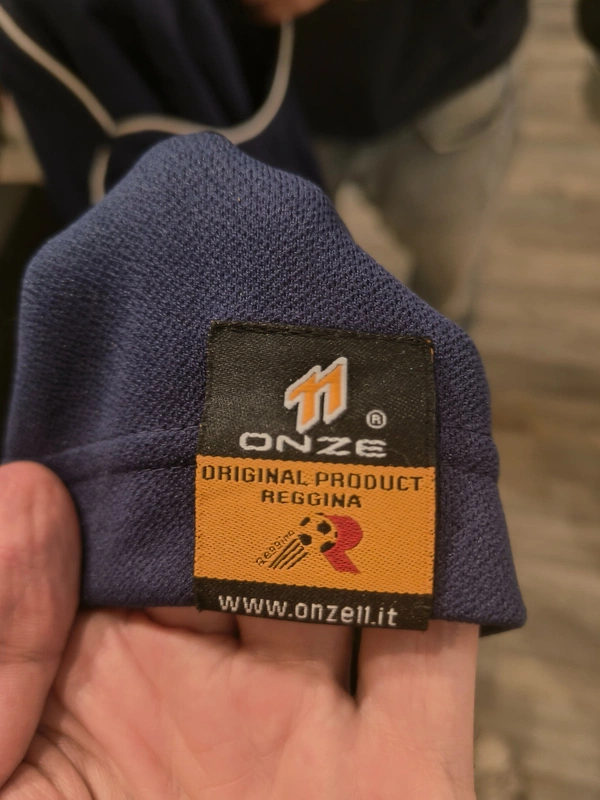 11
®
ONZE
ORIGINAL PRODUCT
REGGINA
REGGINA
R
www.onze11.it